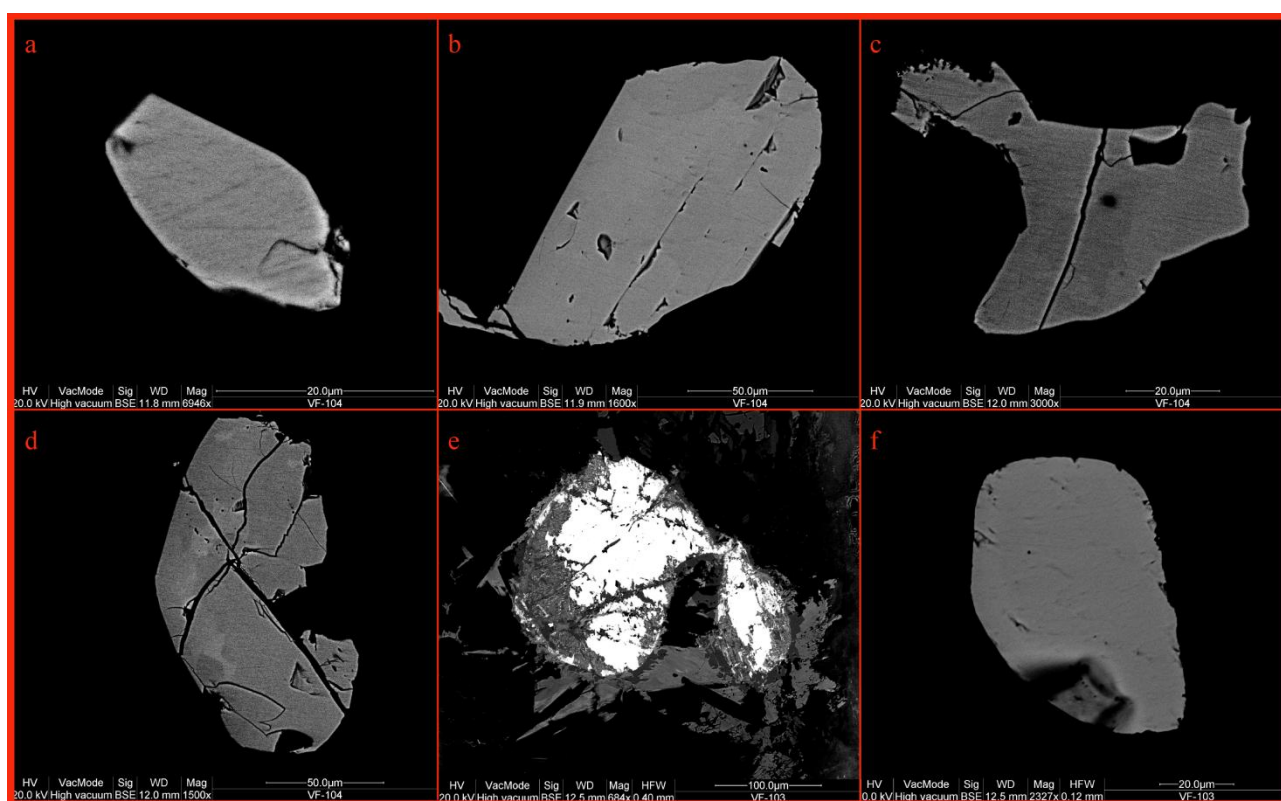 a
HV VacMode Sig WD Mag 20.0µm
20.0 kV High vacuum BSE 11.8 mm 6946x VF-104
b
HV VacMode Sig WD Mag 50.0µm
20.0 kV High vacuum BSE 11.9 mm 1600x VF-104
c
HV VacMode Sig WD Mag 20.0µm
20.0 kV High vacuum BSE 12.0 mm 3000x VF-104
d
HV VacMode Sig WD Mag 50.0µm
20.0 kV High vacuum BSE 12.0 mm 1500x VF-104
e
HV VacMode Sig WD Mag HFW 100.0µm
20.0 kV High vacuum BSE 12.5 mm 684x 0.40 mm VF-103
f
HV VacMode Sig WD Mag HFW 20.0µm
0.0 kV High vacuum BSE 12.5 mm 2327x 0.12 mm VF-103